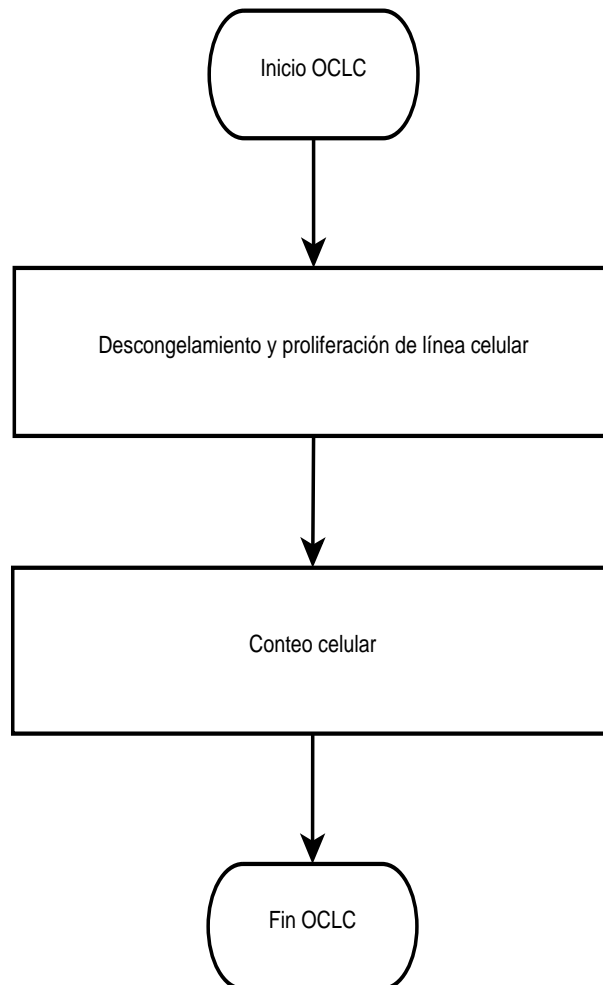 Inicio OCLC
Descongelamiento y proliferación de línea celular
Conteo celular
Fin OCLC